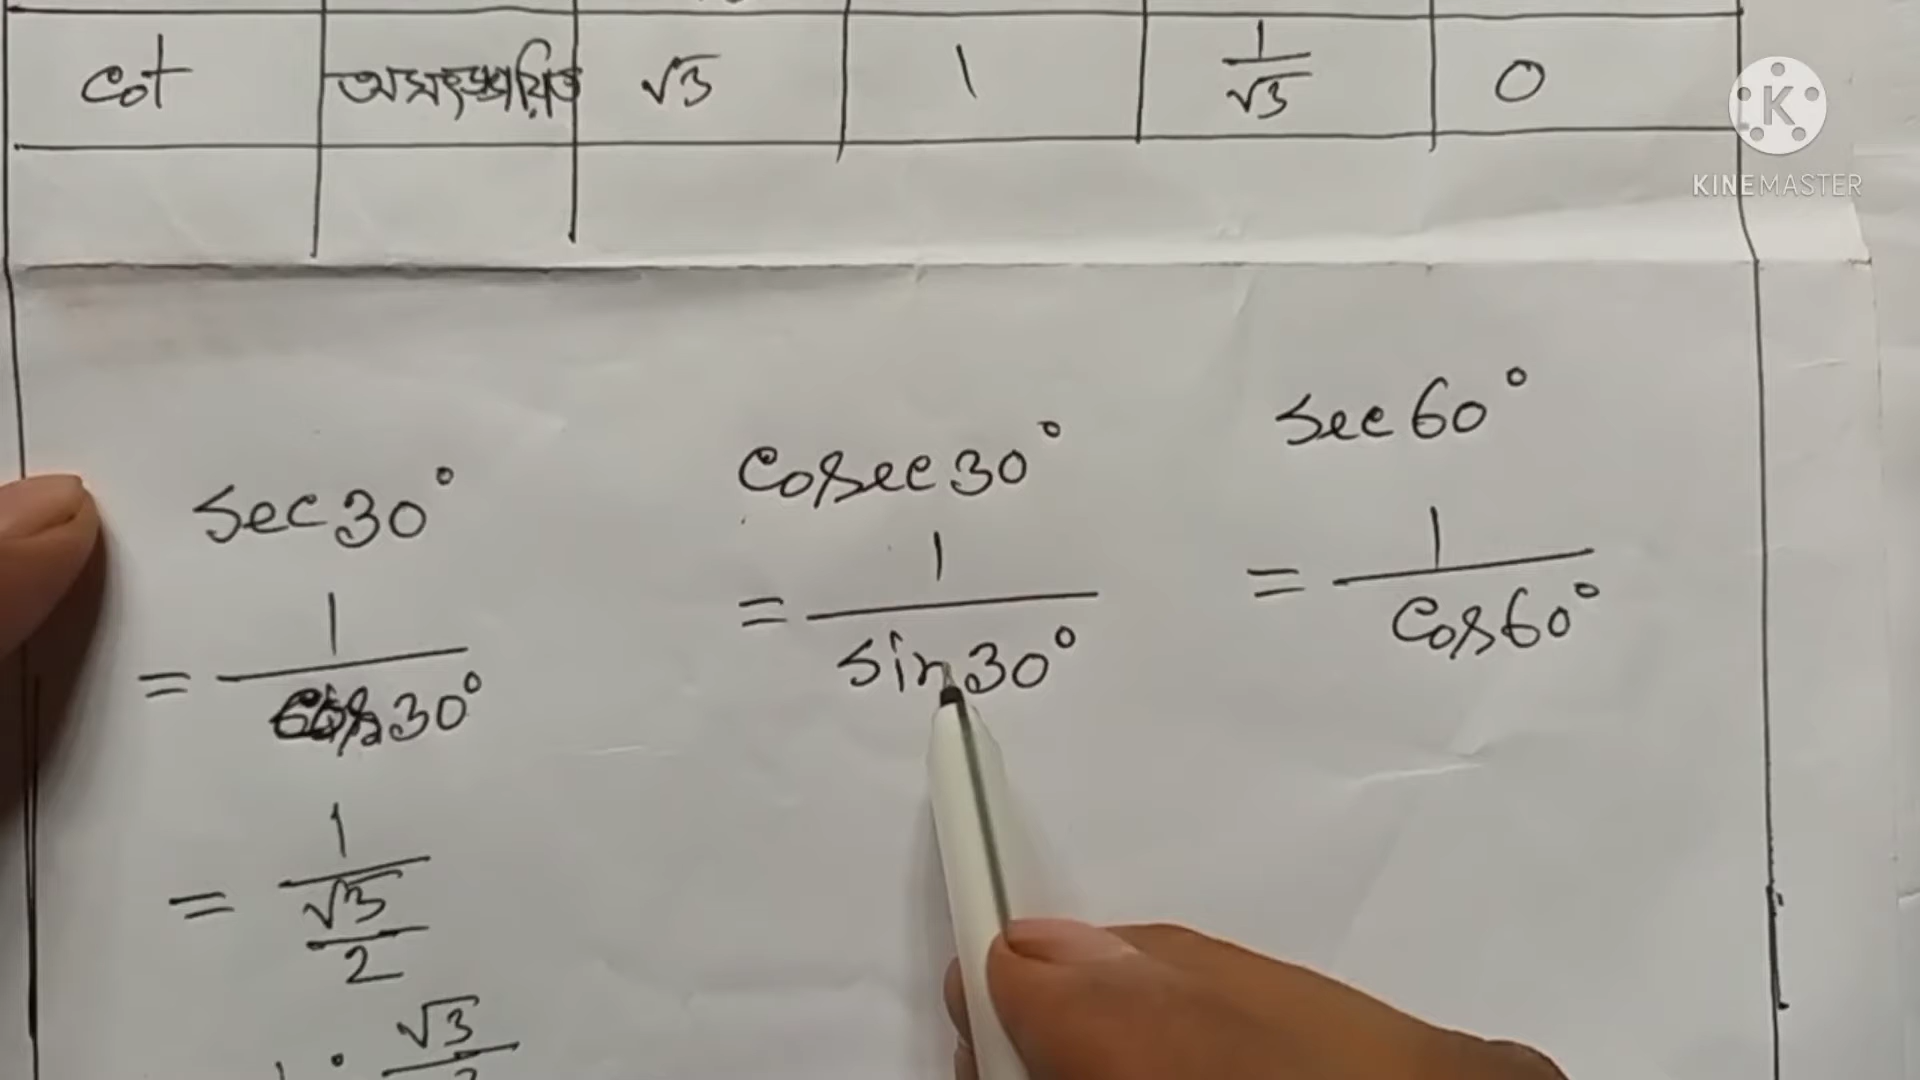 cot অসংজ্ঞায়িত √3 1 1/√3 0
K
KINEMASTER
sec 30°
= 1/cos 30°
= 1/(√3/2)
cosec 30°
= 1/sin 30°
sec 60°
= 1/cos 60°